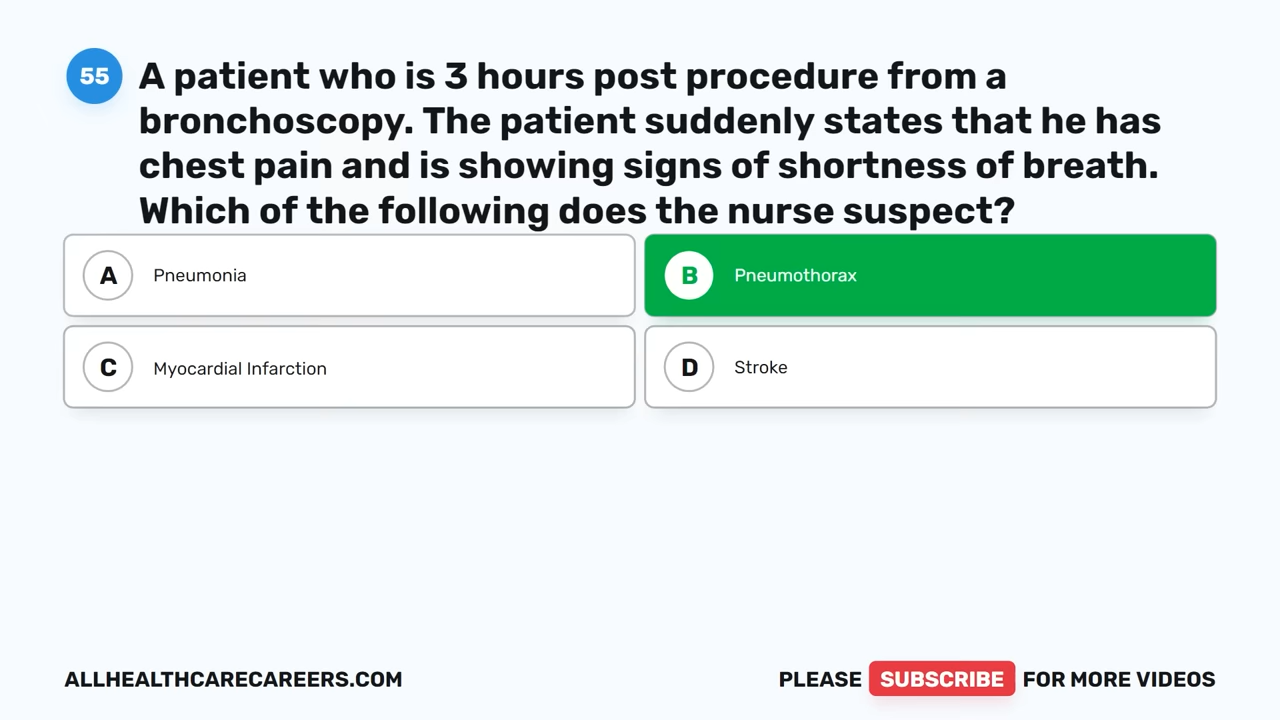 55
A patient who is 3 hours post procedure from a
bronchoscopy. The patient suddenly states that he has
chest pain and is showing signs of shortness of breath.
Which of the following does the nurse suspect?
A Pneumonia
B Pneumothorax
C Myocardial Infarction
D Stroke
ALLHEALTHCARECAREERS.COM
PLEASE SUBSCRIBE FOR MORE VIDEOS